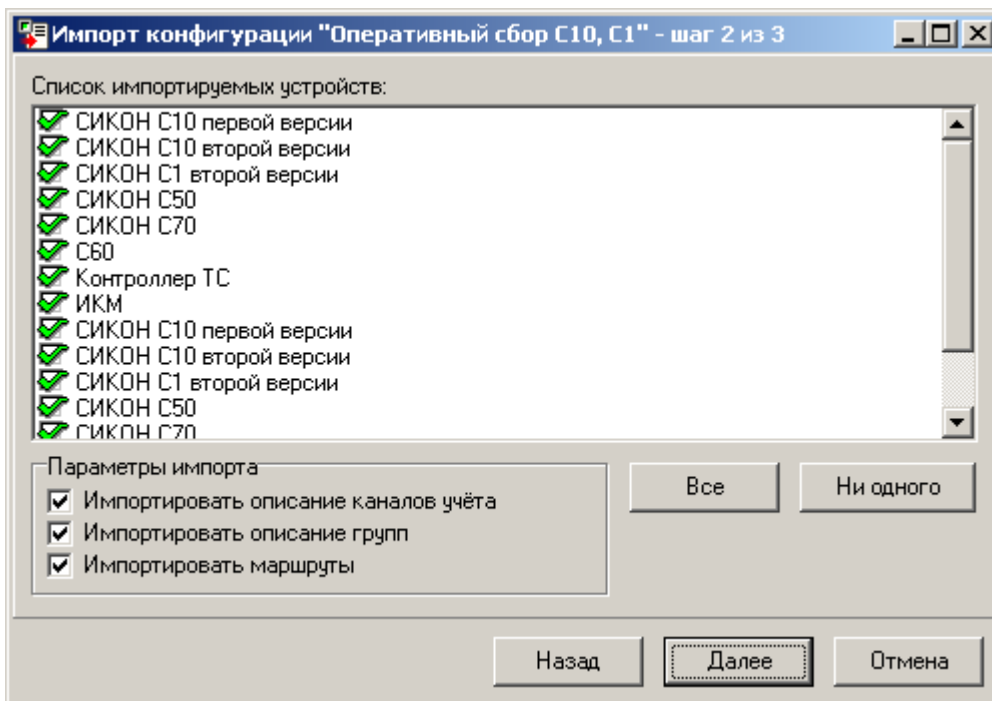 Импорт конфигурации "Оперативный сбор С10, С1" - шаг 2 из 3
Список импортируемых устройств:
СИКОН С10 первой версии
СИКОН С10 второй версии
СИКОН С1 второй версии
СИКОН С50
СИКОН С70
С60
Контроллер ТС
ИКМ
СИКОН С10 первой версии
СИКОН С10 второй версии
СИКОН С1 второй версии
СИКОН С50
СИКОН С70
Параметры импорта
Импортировать описание каналов учёта
Импортировать описание групп
Импортировать маршруты
Все
Ни одного
Назад
Далее
Отмена